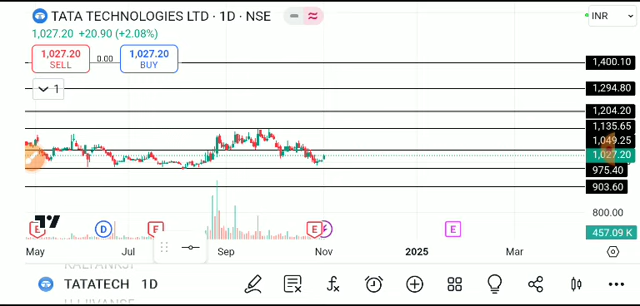 TATA TECHNOLOGIES LTD · 1D · NSE
INR
1,027.20 +20.90 (+2.08%)
1,027.20 SELL 0.00 1,027.20 BUY
1
1,400.10
1,294.80
1,204.20
1,135.65
1,049.25
1,027.20
975.40
903.60
800.00
457.09 K
E D E E E
May Jul Sep Nov 2025 Mar
TATATECH 1D